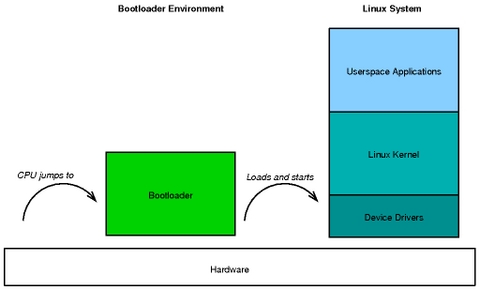 Bootloader Environment
Linux System
Userspace Applications
CPU jumps to
Bootloader
Loads and starts
Linux Kernel
Device Drivers
Hardware